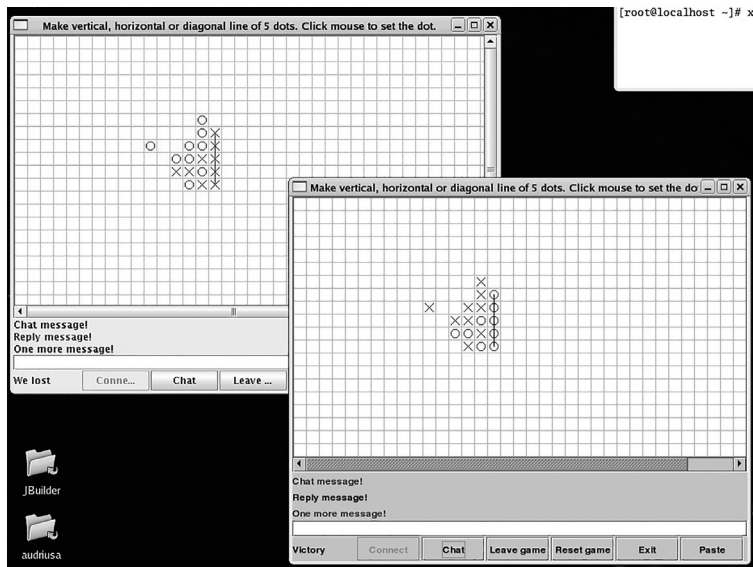 [root@localhost ~]# x
Make vertical, horizontal or diagonal line of 5 dots. Click mouse to set the dot.
Chat message!
Reply message!
One more message!
We lost Conne... Chat Leave ...
Make vertical, horizontal or diagonal line of 5 dots. Click mouse to set the do
Chat message!
Reply message!
One more message!
Victory Connect Chat Leave game Reset game Exit Paste
JBuilder
audriusa